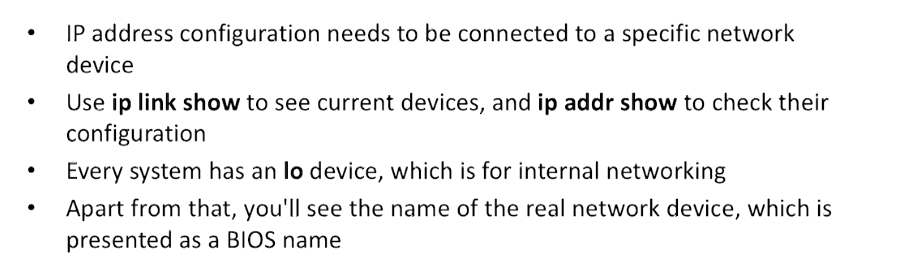 • IP address configuration needs to be connected to a specific network
device
• Use ip link show to see current devices, and ip addr show to check their
configuration
• Every system has an lo device, which is for internal networking
• Apart from that, you'll see the name of the real network device, which is
presented as a BIOS name